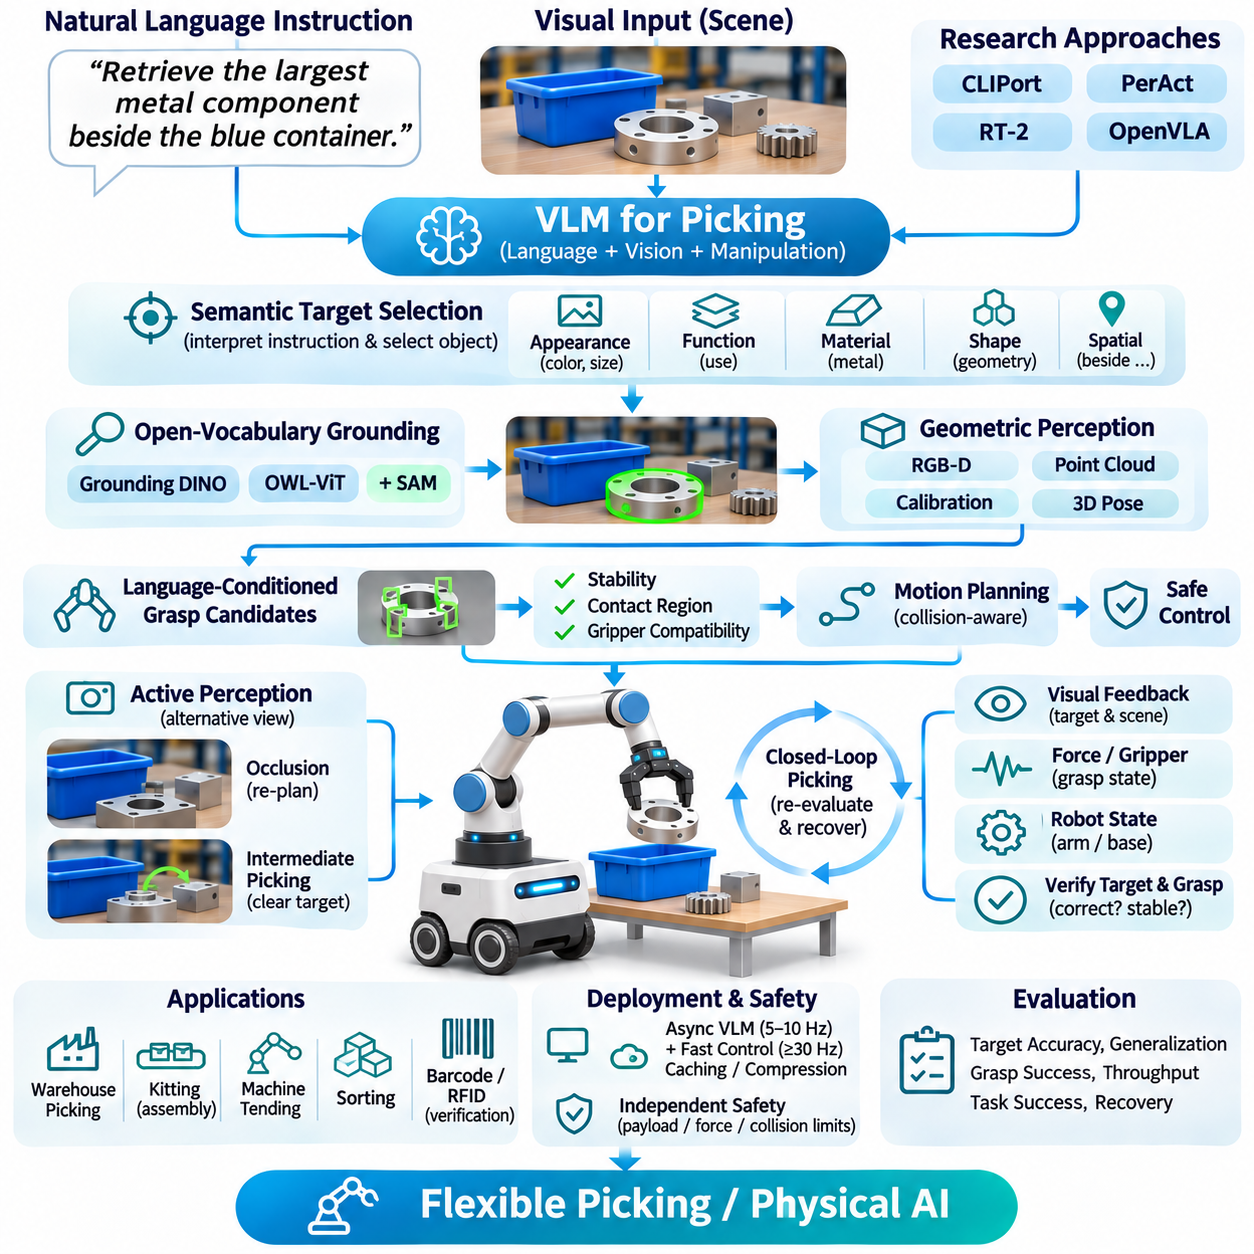 Natural Language Instruction
“Retrieve the largest
metal component
beside the blue container.”
Visual Input (Scene)
Research Approaches
CLIPort
PerAct
RT-2
OpenVLA
VLM for Picking
(Language + Vision + Manipulation)
Semantic Target Selection
(interpret instruction & select object)
Appearance
(color, size)
Function
(use)
Material
(metal)
Shape
(geometry)
Spatial
(beside ...)
Open-Vocabulary Grounding
Grounding DINO
OWL-ViT
+ SAM
Geometric Perception
RGB-D
Point Cloud
Calibration
3D Pose
Language-Conditioned
Grasp Candidates
Stability
Contact Region
Gripper Compatibility
Motion Planning
(collision-aware)
Safe
Control
Active Perception
(alternative view)
Occlusion
(re-plan)
Intermediate
Picking
(clear target)
Closed-Loop
Picking
(re-evaluate
& recover)
Visual Feedback
(target & scene)
Force / Gripper
(grasp state)
Robot State
(arm / base)
Verify Target & Grasp
(correct? stable?)
Applications
Warehouse
Picking
Kitting
(assembly)
Machine
Tending
Sorting
Barcode /
RFID
(verification)
Deployment & Safety
Async VLM (5–10 Hz)
+ Fast Control (≥30 Hz)
Caching / Compression
Independent Safety
(payload / force / collision limits)
Evaluation
Target Accuracy, Generalization
Grasp Success, Throughput
Task Success, Recovery
Flexible Picking / Physical AI